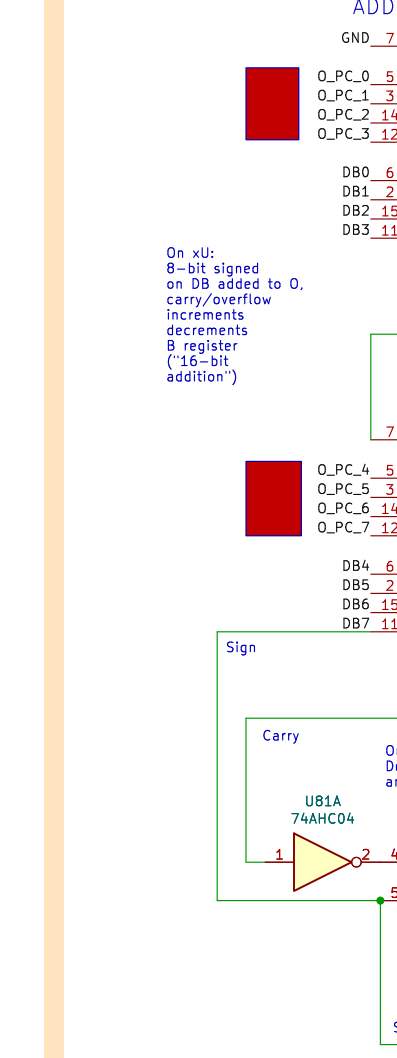 ADD
GND 7
O_PC_0 5
O_PC_1 3
O_PC_2 14
O_PC_3 12
DB0 6
DB1 2
DB2 15
DB3 11
On xU:
8-bit signed
on DB added to O,
carry/overflow
increments
decrements
B register
("16-bit
addition")
7
O_PC_4 5
O_PC_5 3
O_PC_6 14
O_PC_7 12
DB4 6
DB5 2
DB6 15
DB7 11
Sign
Carry
U81A
74AHC04
1 2 4
5